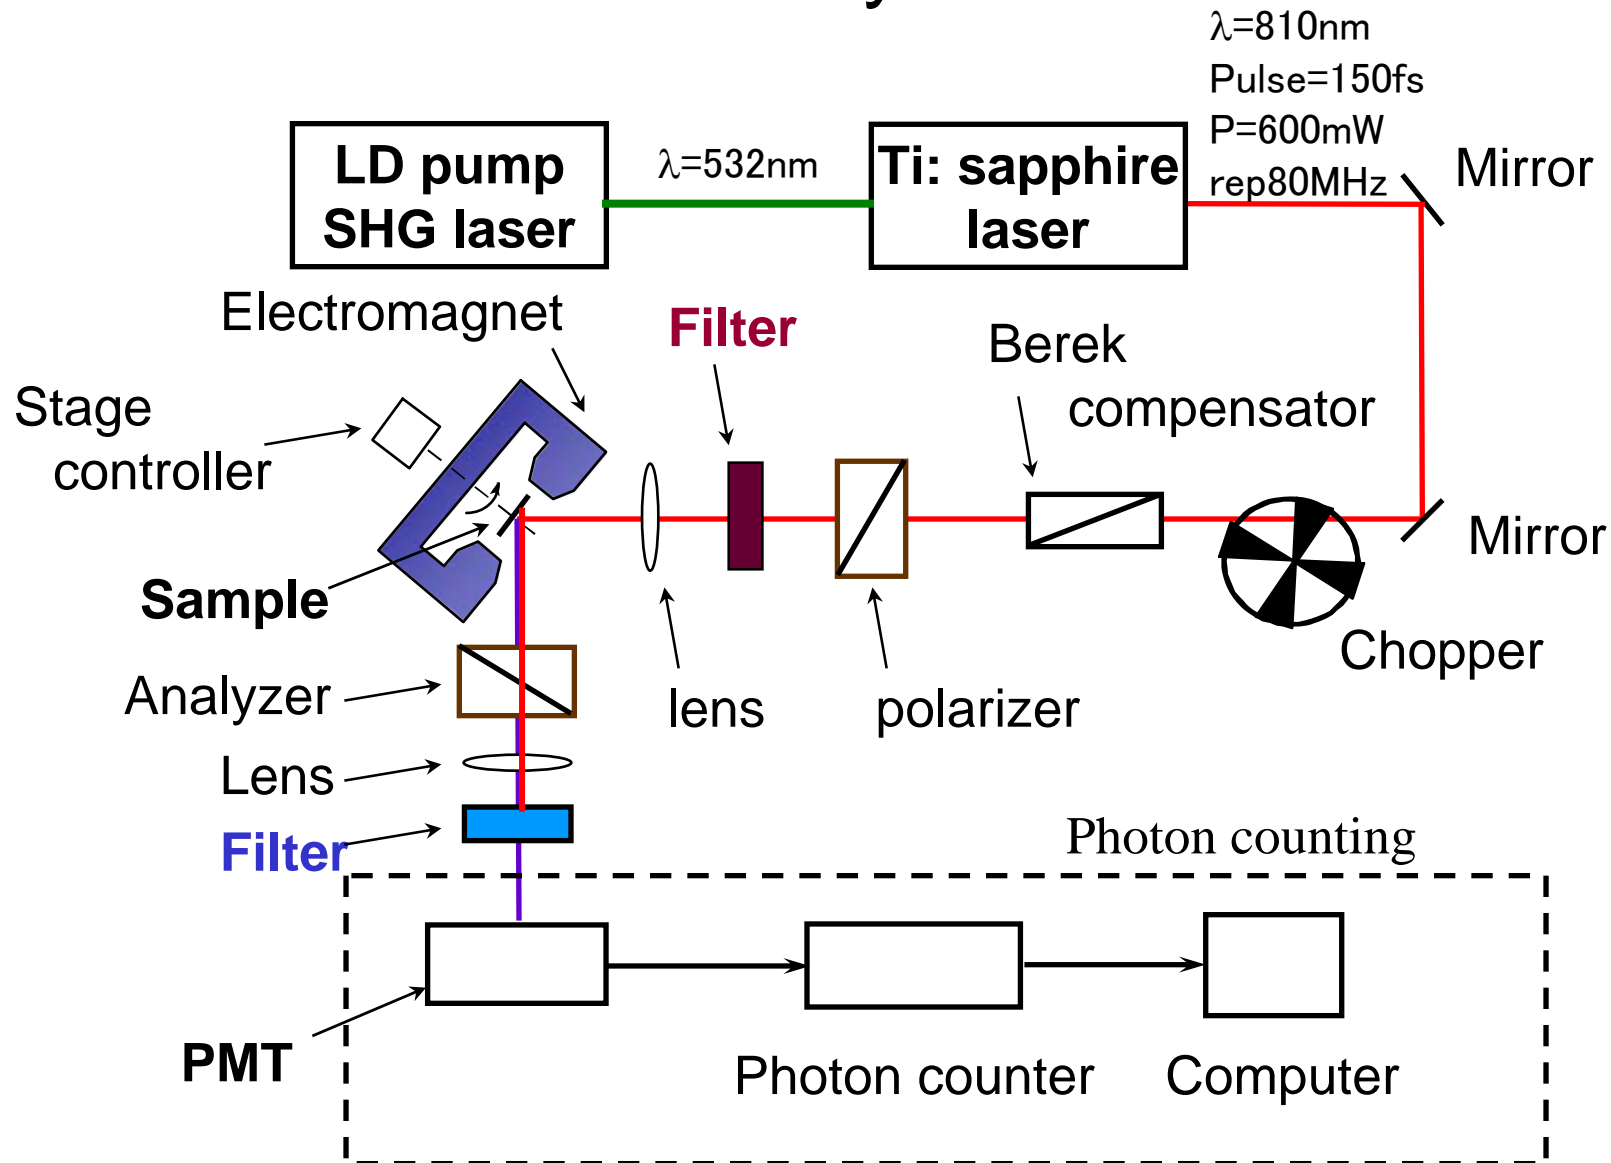 λ=810nm
Pulse=150fs
P=600mW
rep80MHz
Mirror
LD pump
SHG laser
λ=532nm
Ti: sapphire
laser
Electromagnet
Filter
Berek
compensator
Stage
controller
Mirror
Sample
Chopper
Analyzer
lens
polarizer
Lens
Filter
Photon counting
PMT
Photon counter
Computer